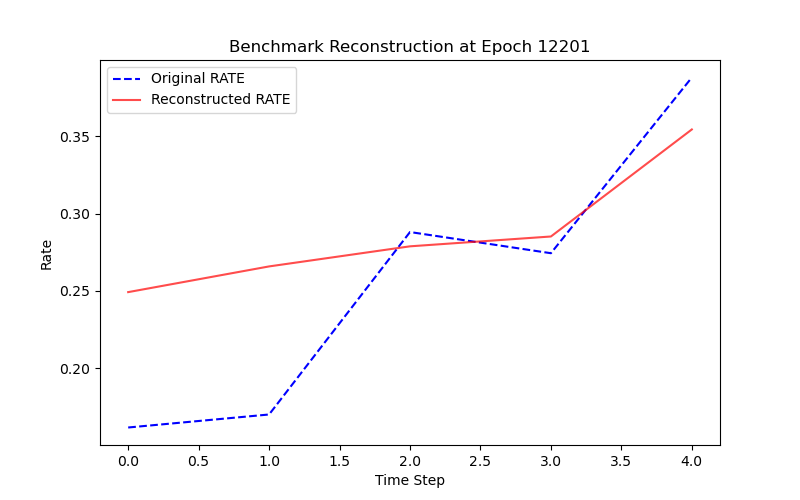 Benchmark Reconstruction at Epoch 12201
Original RATE
Reconstructed RATE
0.35
0.30
0.25
0.20
Rate
0.0 0.5 1.0 1.5 2.0 2.5 3.0 3.5 4.0
Time Step